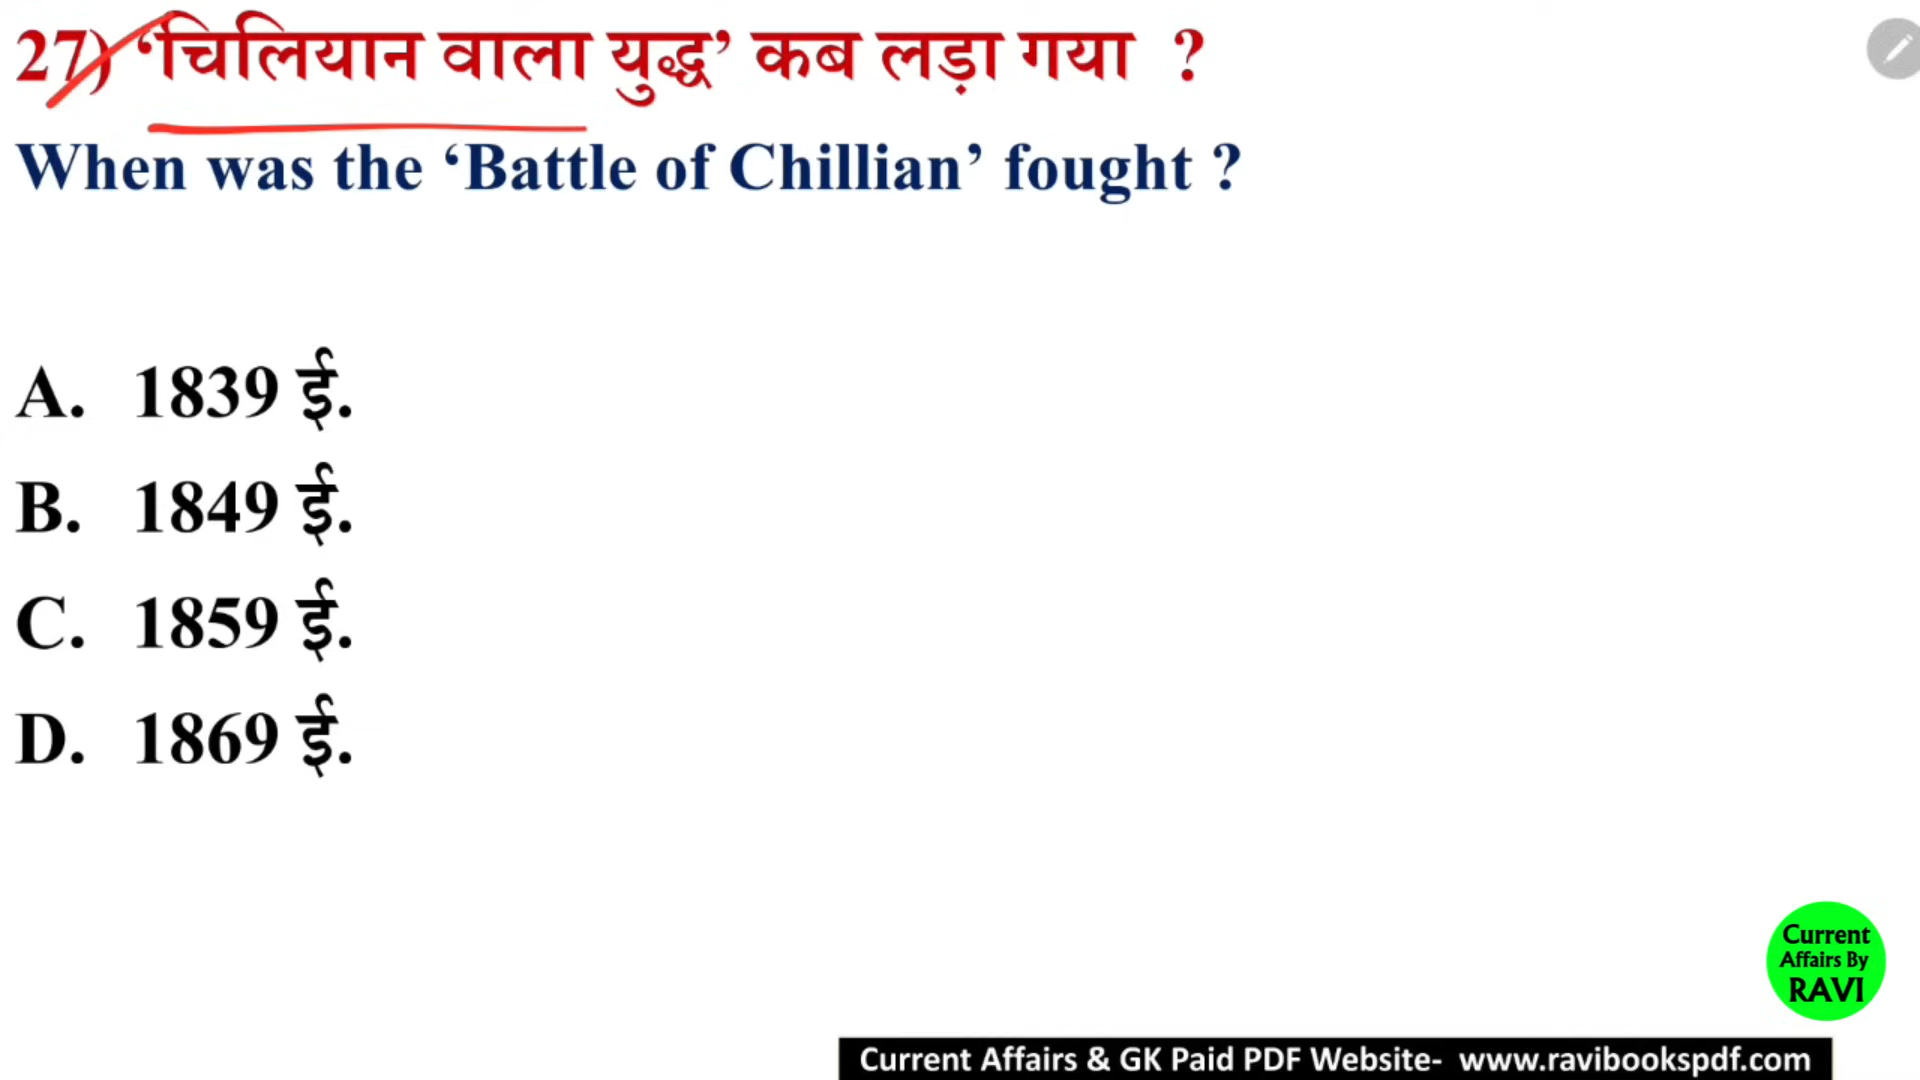 27) ‘चिलियान वाला युद्ध’ कब लड़ा गया ?
When was the ‘Battle of Chillian’ fought ?
A. 1839 ई.
B. 1849 ई.
C. 1859 ई.
D. 1869 ई.
Current
Affairs By
RAVI
Current Affairs & GK Paid PDF Website- www.ravibookspdf.com